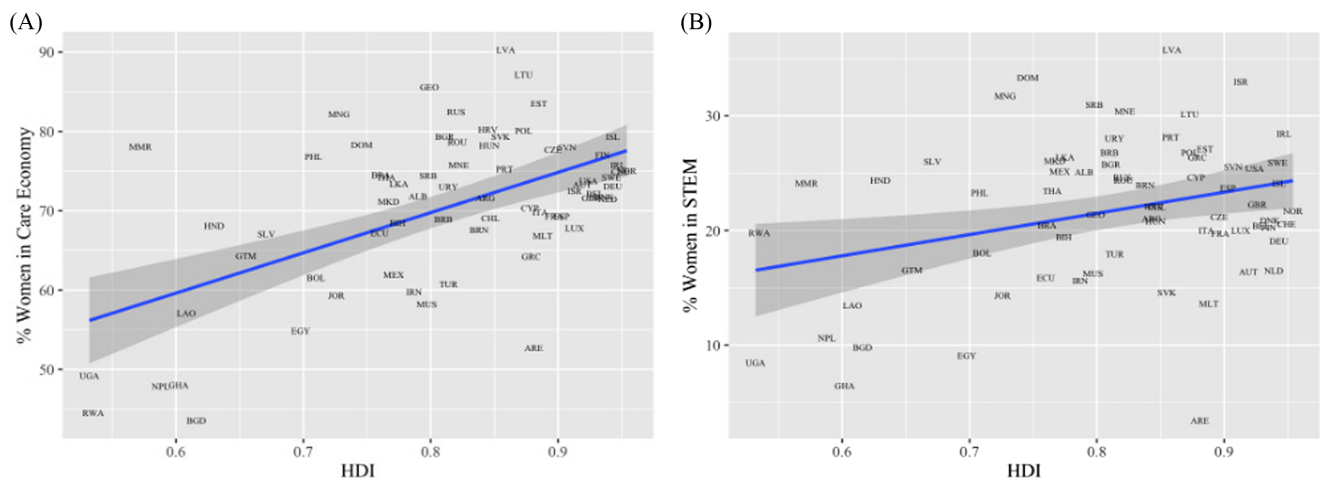 (A)
(B)
% Women in Care Economy
90
80
70
60
50
LVA
LTU
GEO
EST
RUS
MNG
HRV
POL
BGR
ROU
SVK
ISL
DOM
HUN
MMR
CZE
SVN
PHL
FIN
MNE
PRT
IRL
SRB
SWE
LKA
USA
AUT
DEU
URY
ISR
ALB
ARG
MKD
NLD
CYP
ITA
BIH
BRB
CHL
FRA
ESP
HND
SLV
ECU
BRN
MLT
LUX
GTM
GRC
BOL
MEX
TUR
JOR
IRN
MUS
LAO
EGY
ARE
UGA
NPL
GHA
RWA
BGD
0.6
0.7
0.8
0.9
HDI
% Women in STEM
30
20
10
LVA
DOM
ISR
MNG
SRB
MNE
LTU
URY
PRT
IRL
BRB
POL
EST
GRC
SLV
MKD
LKA
BGR
SVN
USA
SWE
MEX
ALB
HND
MMR
RUS
ROU
CYP
BRN
PHL
THA
ESP
ISL
GBR
NOR
GEO
ARG
HUN
CZE
DNK
BRA
BEL
FIN
CHE
RWA
BIH
ITA
FRA
LUX
DEU
BOL
TUR
GTM
ECU
MUS
IRN
AUT
NLD
JOR
SVK
LAO
MLT
NPL
BGD
EGY
UGA
GHA
ARE
0.6
0.7
0.8
0.9
HDI